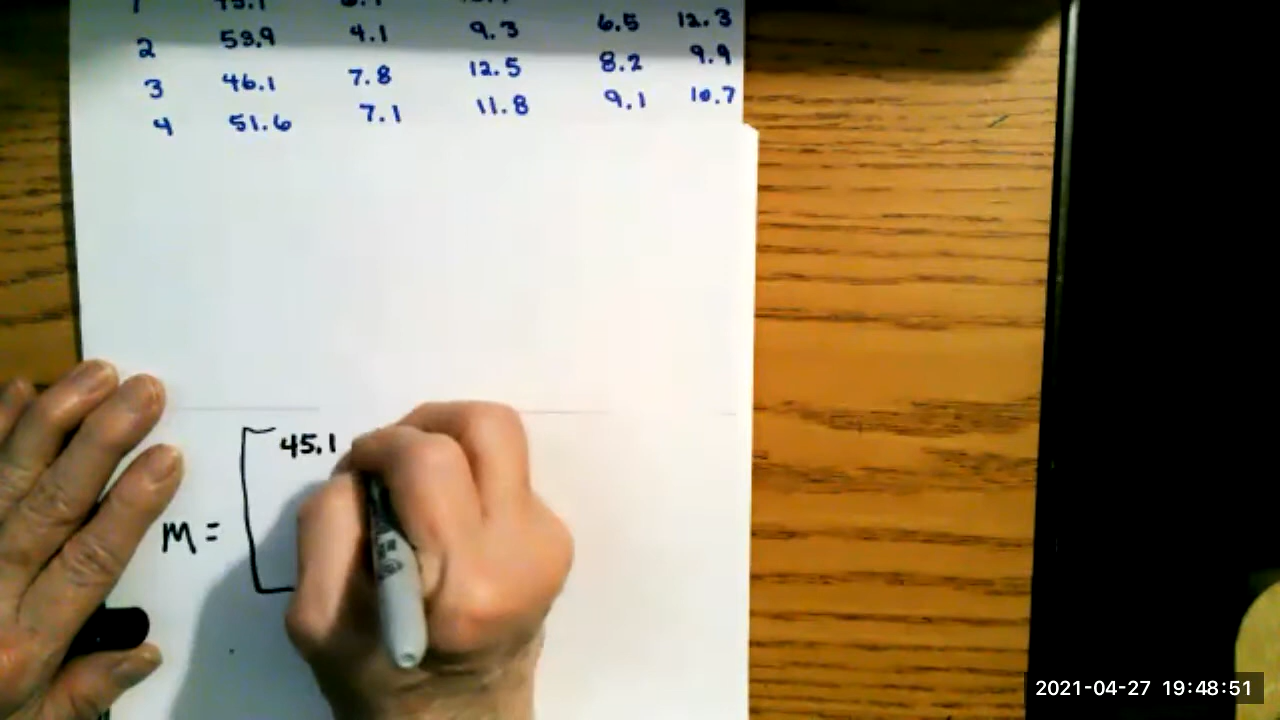 2 53.9 4.1 9.3 6.5 12.3
3 46.1 7.8 12.5 8.2 9.9
4 51.6 7.1 11.8 9.1 10.7
45.1
M =
2021-04-27 19:48:51